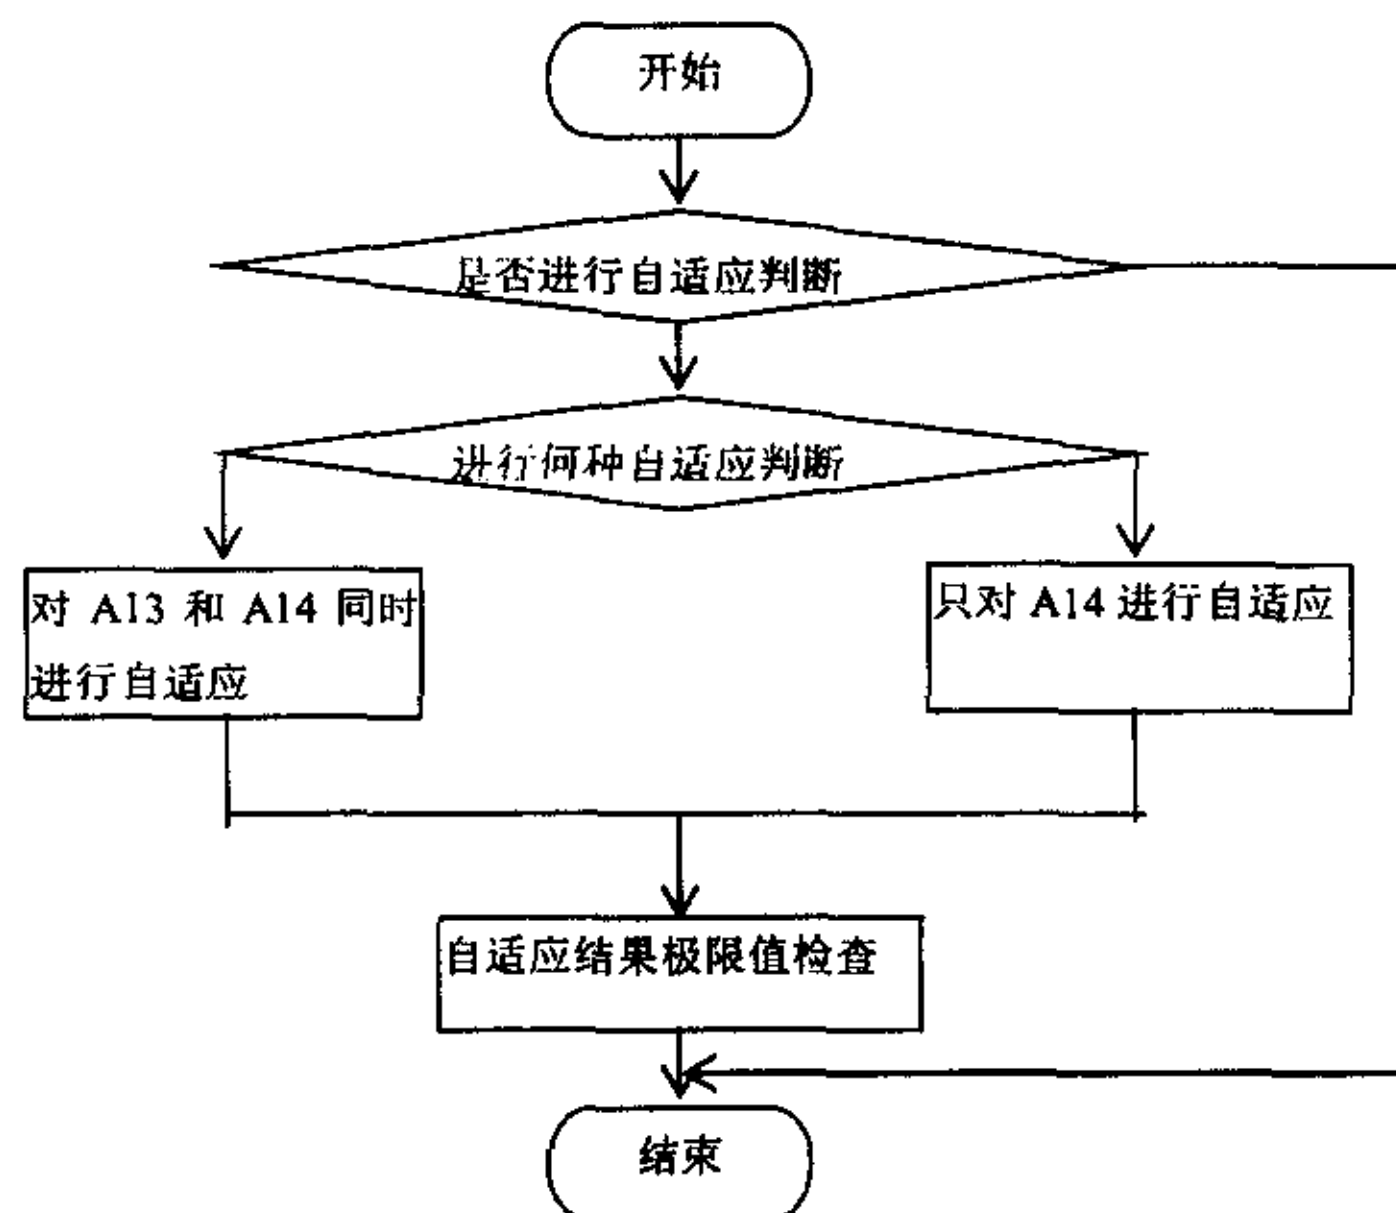 开始
是否进行自适应判断
进行何种自适应判断
对 A13 和 A14 同时
进行自适应
只对 A14 进行自适应
自适应结果极限值检查
结束